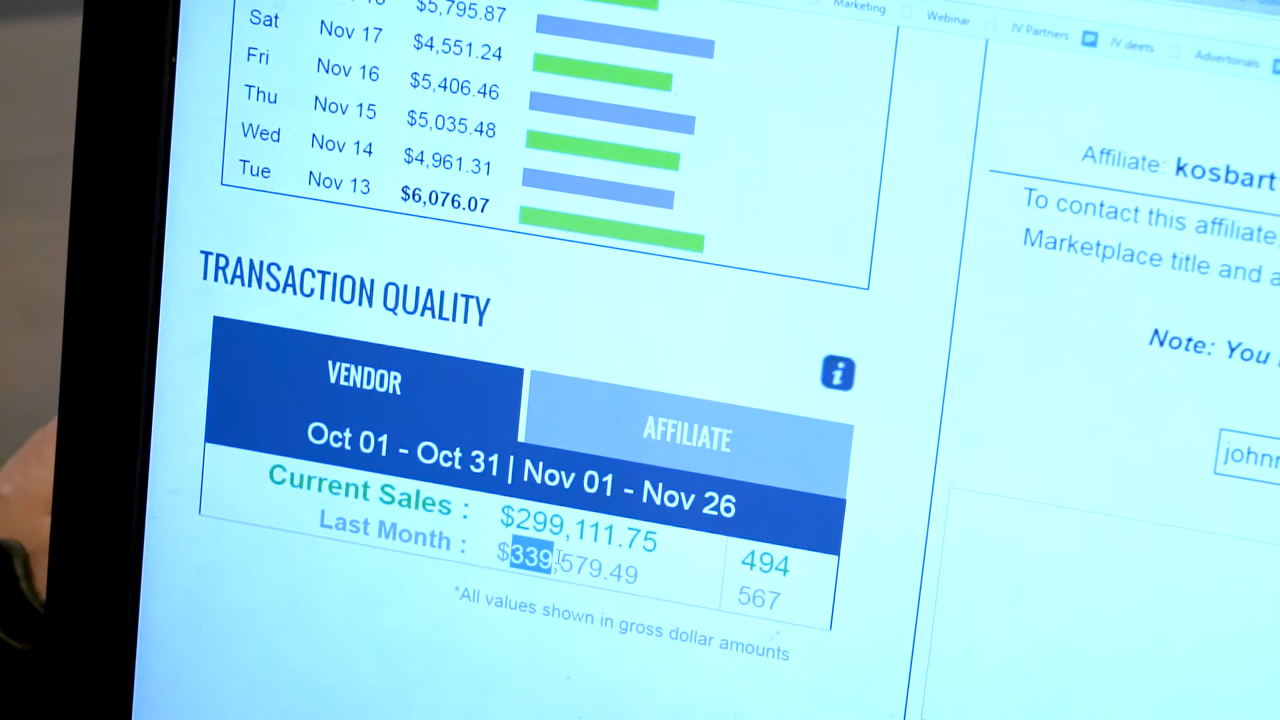 $5,795.87
Sat Nov 17 $4,551.24
Fri Nov 16 $5,406.46
Thu Nov 15 $5,035.48
Wed Nov 14 $4,961.31
Tue Nov 13 $6,076.07
TRANSACTION QUALITY
VENDOR
AFFILIATE
Oct 01 - Oct 31 | Nov 01 - Nov 26
Current Sales : $299,111.75 494
Last Month : $339,579.49 567
*All values shown in gross dollar amounts
Marketing Webinar JV Partners JV deets Advertorials
Affiliate: kosbart
To contact this affiliate
Marketplace title and a
Note: You
johnr